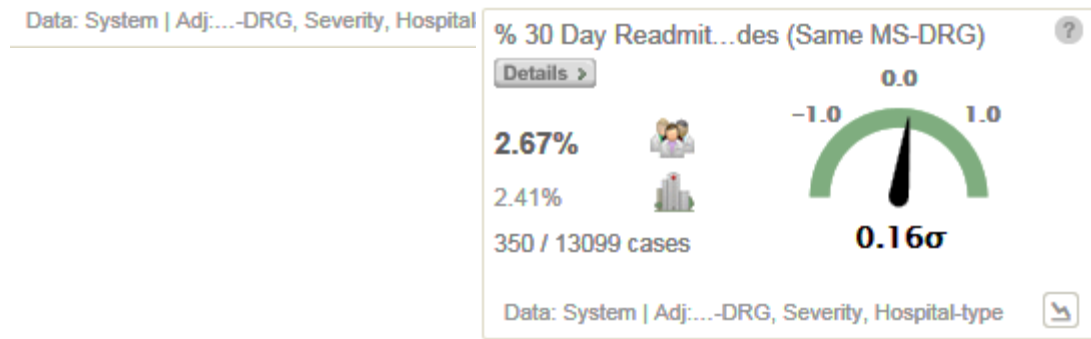 Data: System | Adj:...-DRG, Severity, Hospital
% 30 Day Readmit...des (Same MS-DRG)
?
Details >
0.0
-1.0
1.0
2.67%
2.41%
350 / 13099 cases
0.16σ
Data: System | Adj:...-DRG, Severity, Hospital-type